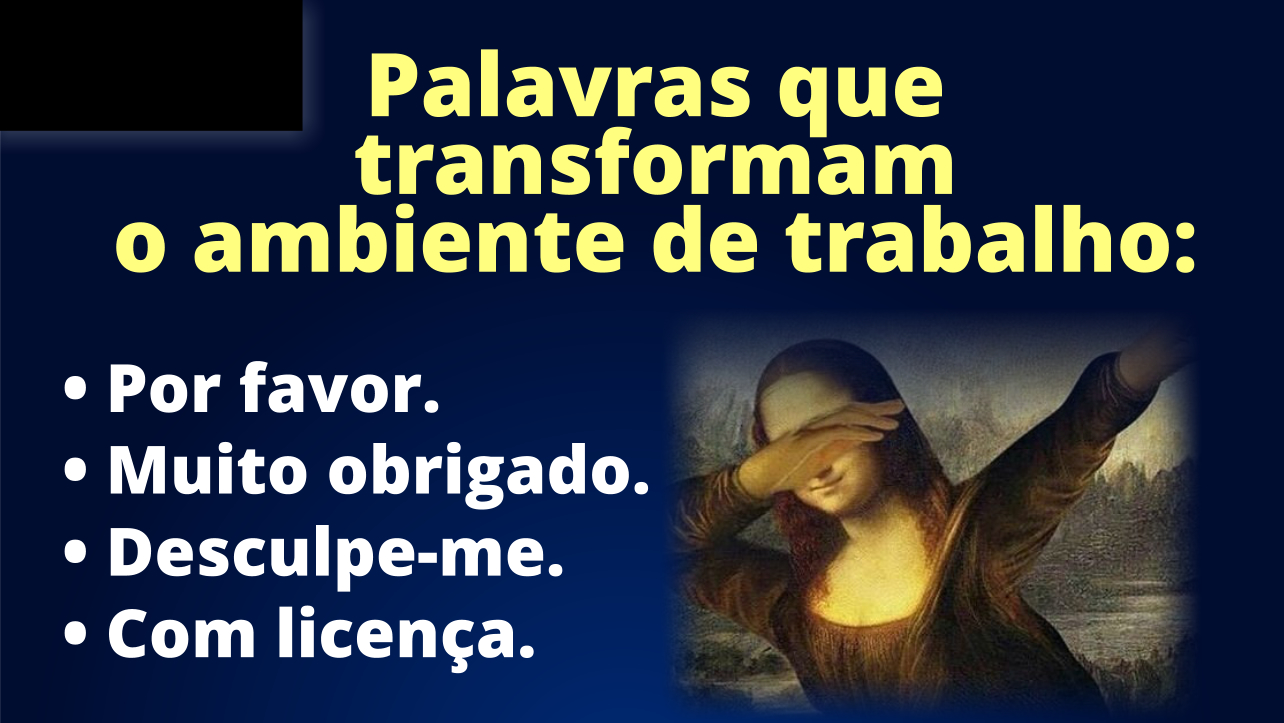 Palavras que
transformam
o ambiente de trabalho:
• Por favor.
• Muito obrigado.
• Desculpe-me.
• Com licença.